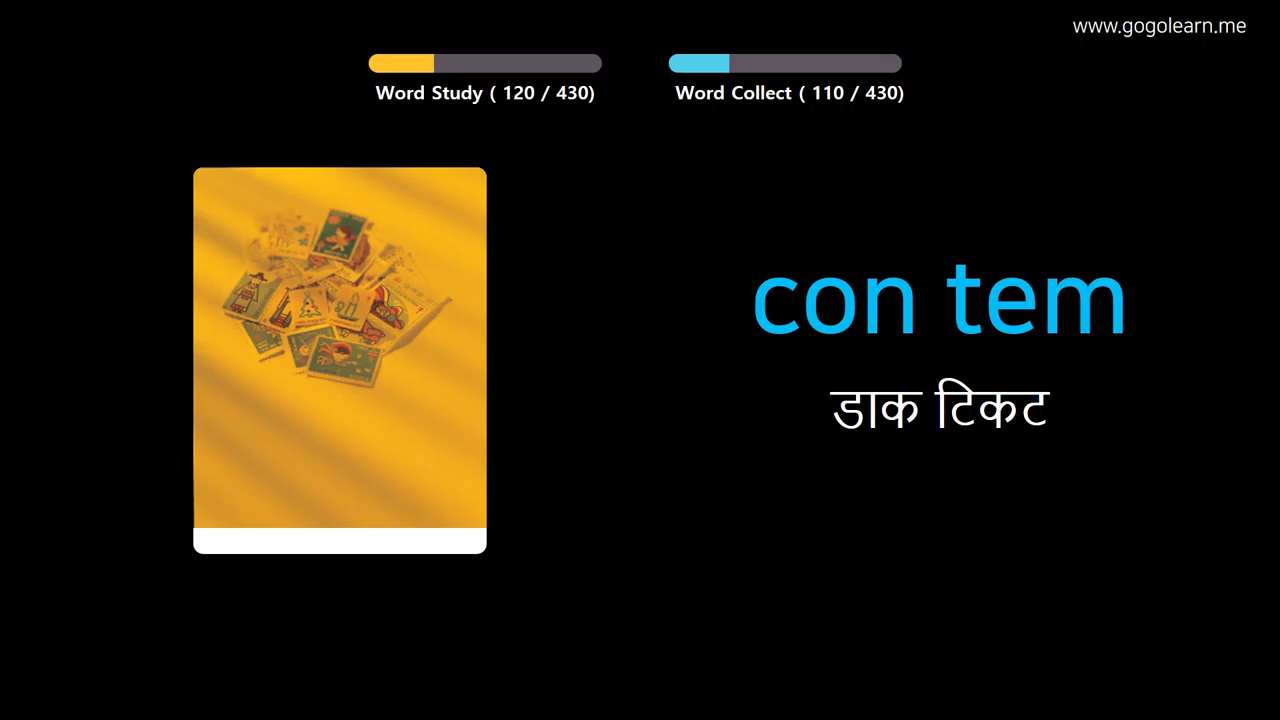 www.gogolearn.me
Word Study ( 120 / 430)
Word Collect ( 110 / 430)
con tem
डाक टिकट